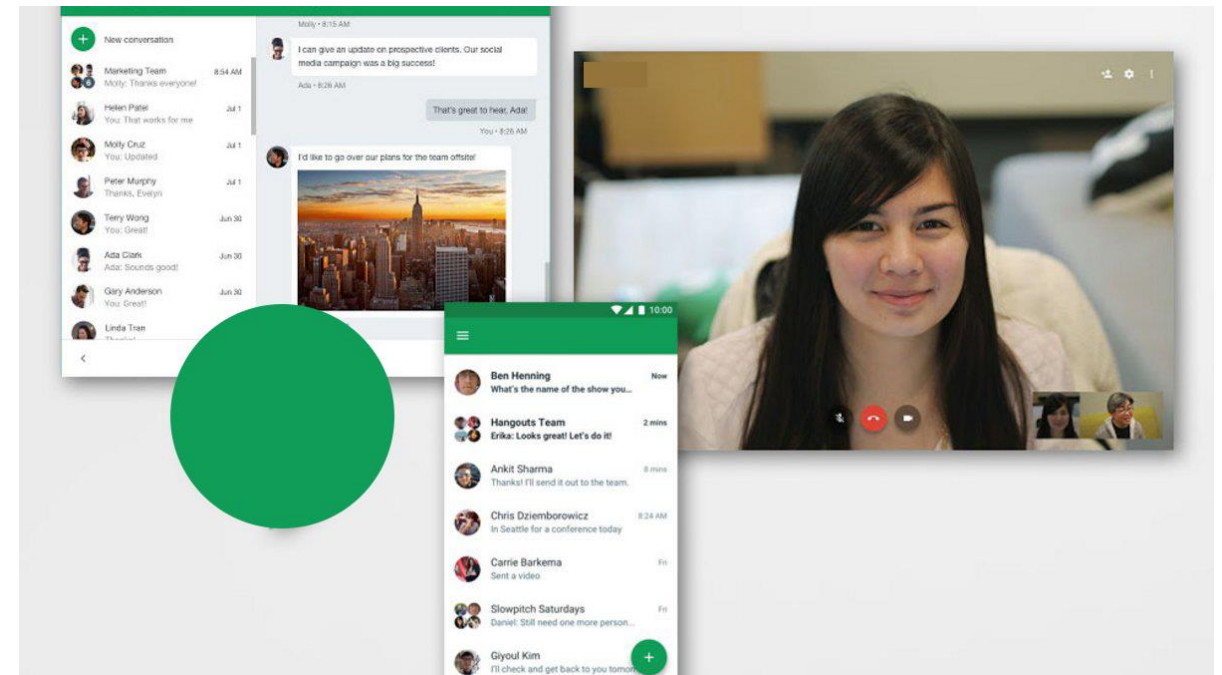 New conversation
Marketing Team 8:54 AM
Molly: Thanks everyone!
Helen Patel Jul 1
You: That works for me
Molly Cruz Jul 1
You: Updated
Peter Murphy Jul 1
Thanks, Evelyn
Terry Wong Jun 30
You: Great!
Ada Clark Jun 30
Ada: Sounds good!
Gary Anderson Jun 30
You: Great!
Linda Tran
Thanks!
Molly • 8:15 AM
I can give an update on prospective clients. Our social
media campaign was a big success!
Ada • 8:26 AM
That's great to hear, Ada!
You • 8:26 AM
I'd like to go over our plans for the team offsite!
10:00
Ben Henning Now
What's the name of the show you...
Hangouts Team 2 mins
Erika: Looks great! Let's do it!
Ankit Sharma 8 mins
Thanks! I'll send it out to the team.
Chris Dziemborowicz 8:24 AM
In Seattle for a conference today
Carrie Barkema Fri
Sent a video
Slowpitch Saturdays Fri
Daniel: Still need one more person...
Giyoul Kim
I'll check and get back to you tomor